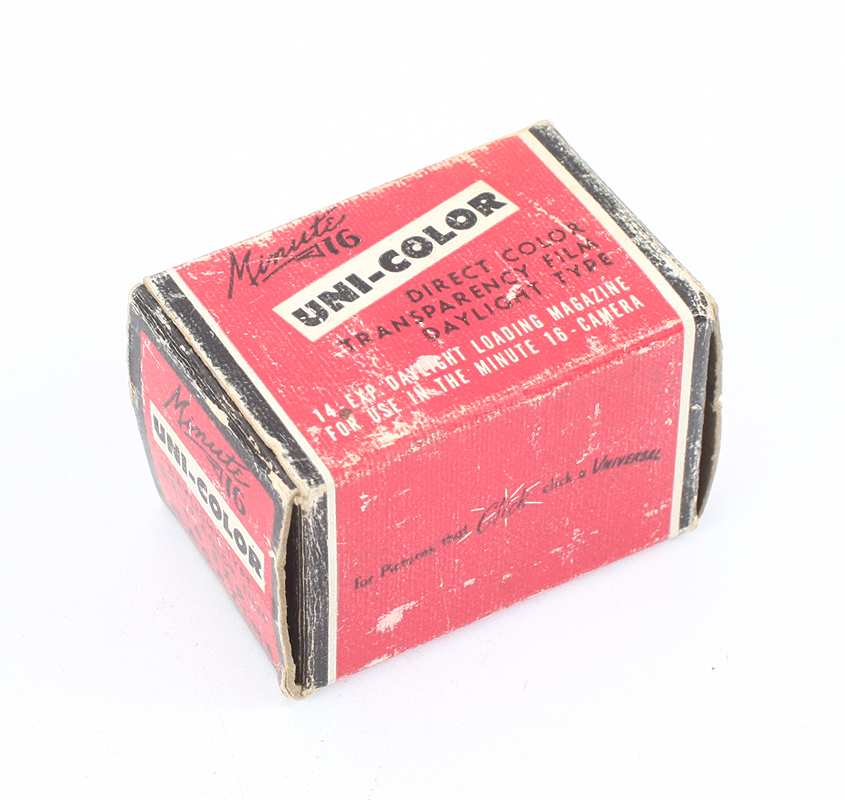 Minute 16
UNI-COLOR
DIRECT COLOR
TRANSPARENCY FILM
DAYLIGHT TYPE
14-EXP-DAYLIGHT LOADING MAGAZINE
FOR USE IN THE MINUTE 16-CAMERA
for Pictures that Click click a UNIVERSAL
Minute 16
UNI-COLOR